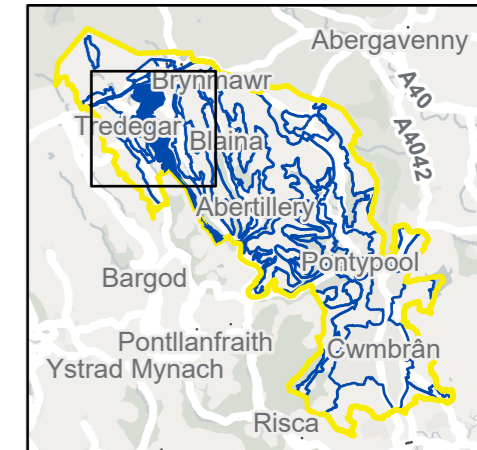 Abergavenny
Brynmawr
A40
Tredegar
A4042
Blaina
Abertillery
Pontypool
Bargod
Pontllanfraith
Cwmbrân
Ystrad Mynach
Risca